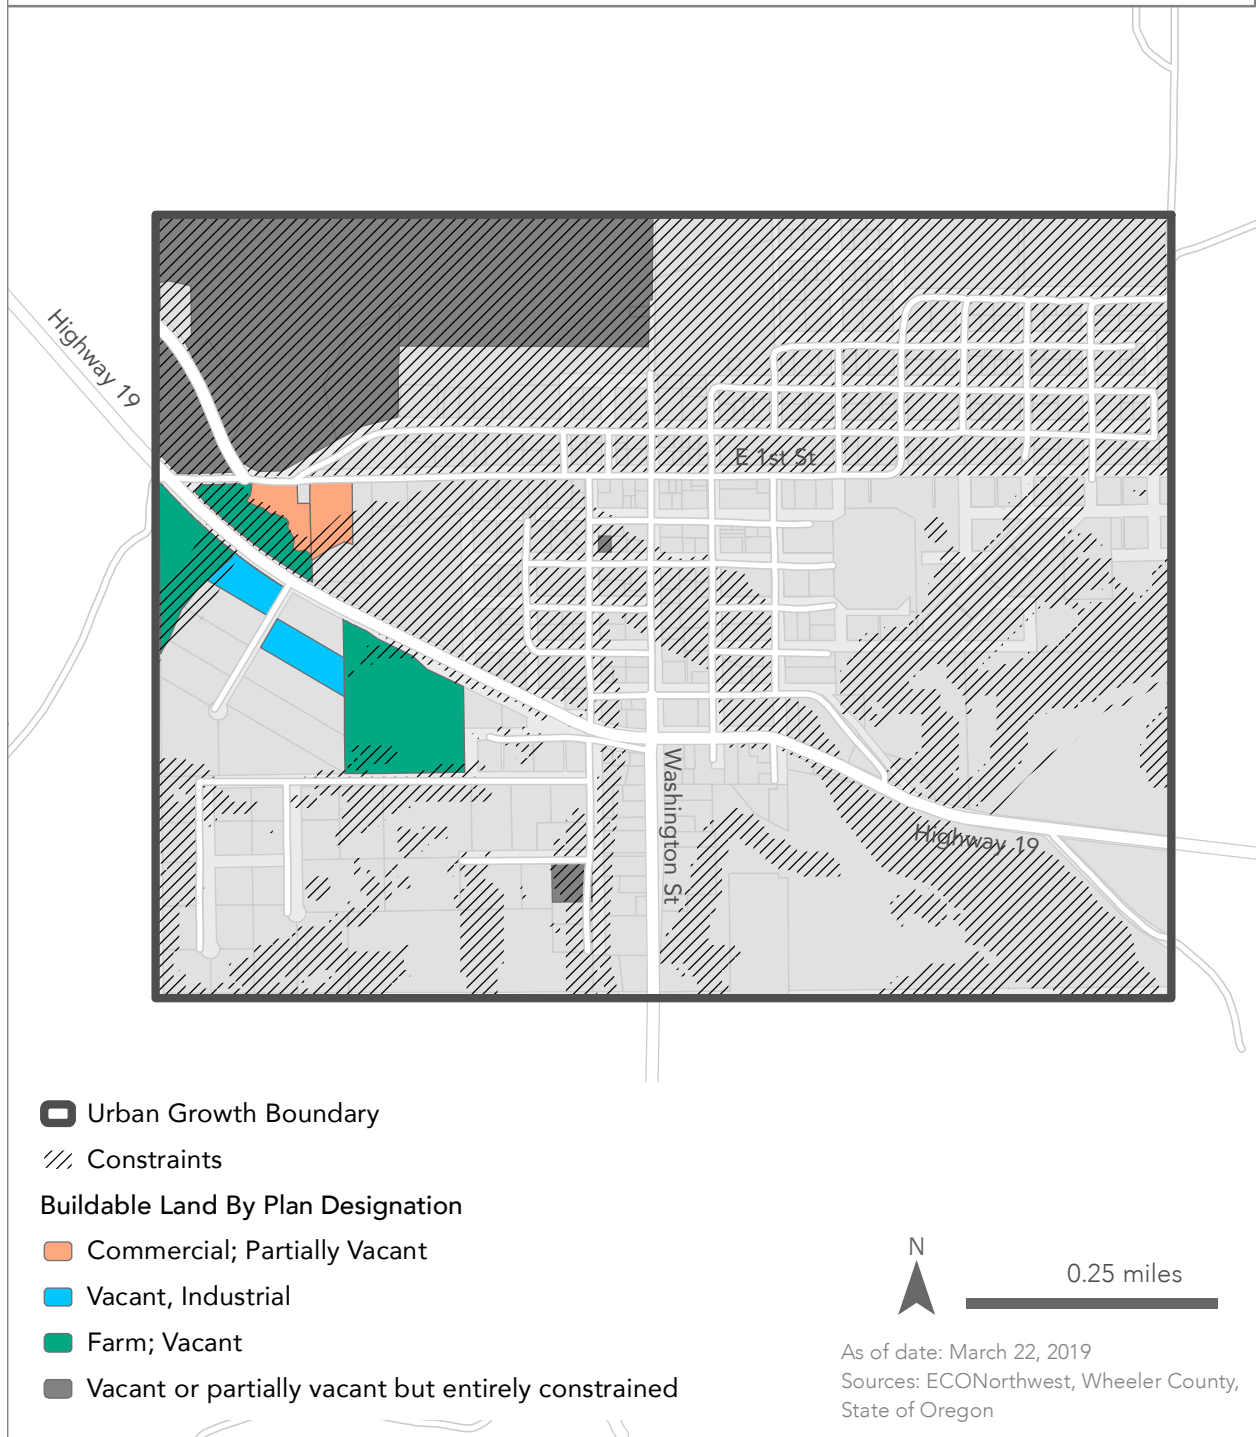 Highway 19
E 1st St
Washington St
Highway 19
Urban Growth Boundary
Constraints
Buildable Land By Plan Designation
Commercial; Partially Vacant
Vacant, Industrial
Farm; Vacant
Vacant or partially vacant but entirely constrained
N
0.25 miles
As of date: March 22, 2019
Sources: ECONorthwest, Wheeler County,
State of Oregon